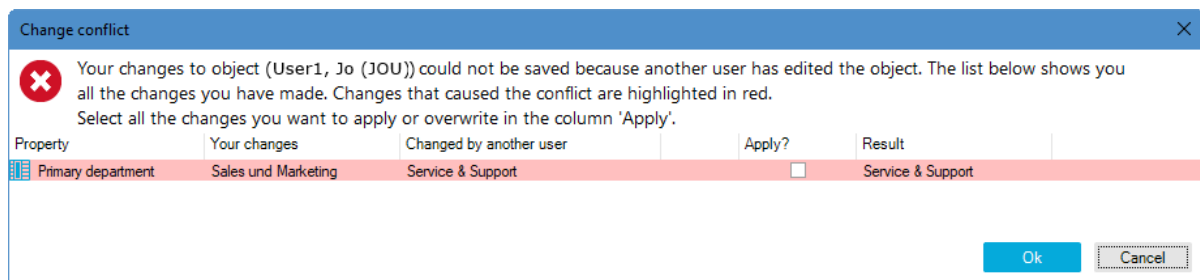 Change conflict
Your changes to object (User1, Jo (JOU)) could not be saved because another user has edited the object. The list below shows you
all the changes you have made. Changes that caused the conflict are highlighted in red.
Select all the changes you want to apply or overwrite in the column 'Apply'.
Property Your changes Changed by another user Apply? Result
Primary department Sales und Marketing Service & Support Service & Support
Ok Cancel